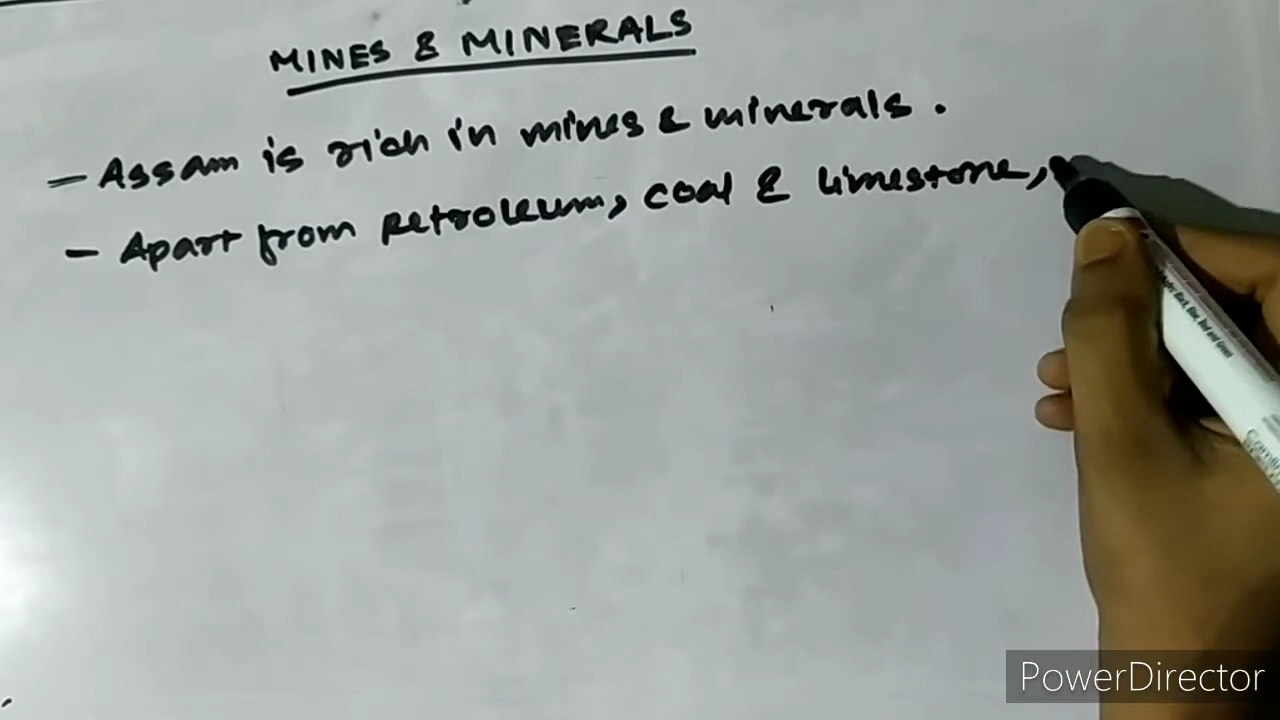 MINES & MINERALS
- Assam is rich in mines & minerals.
- Apart from petroleum, coal & limestone,
PowerDirector